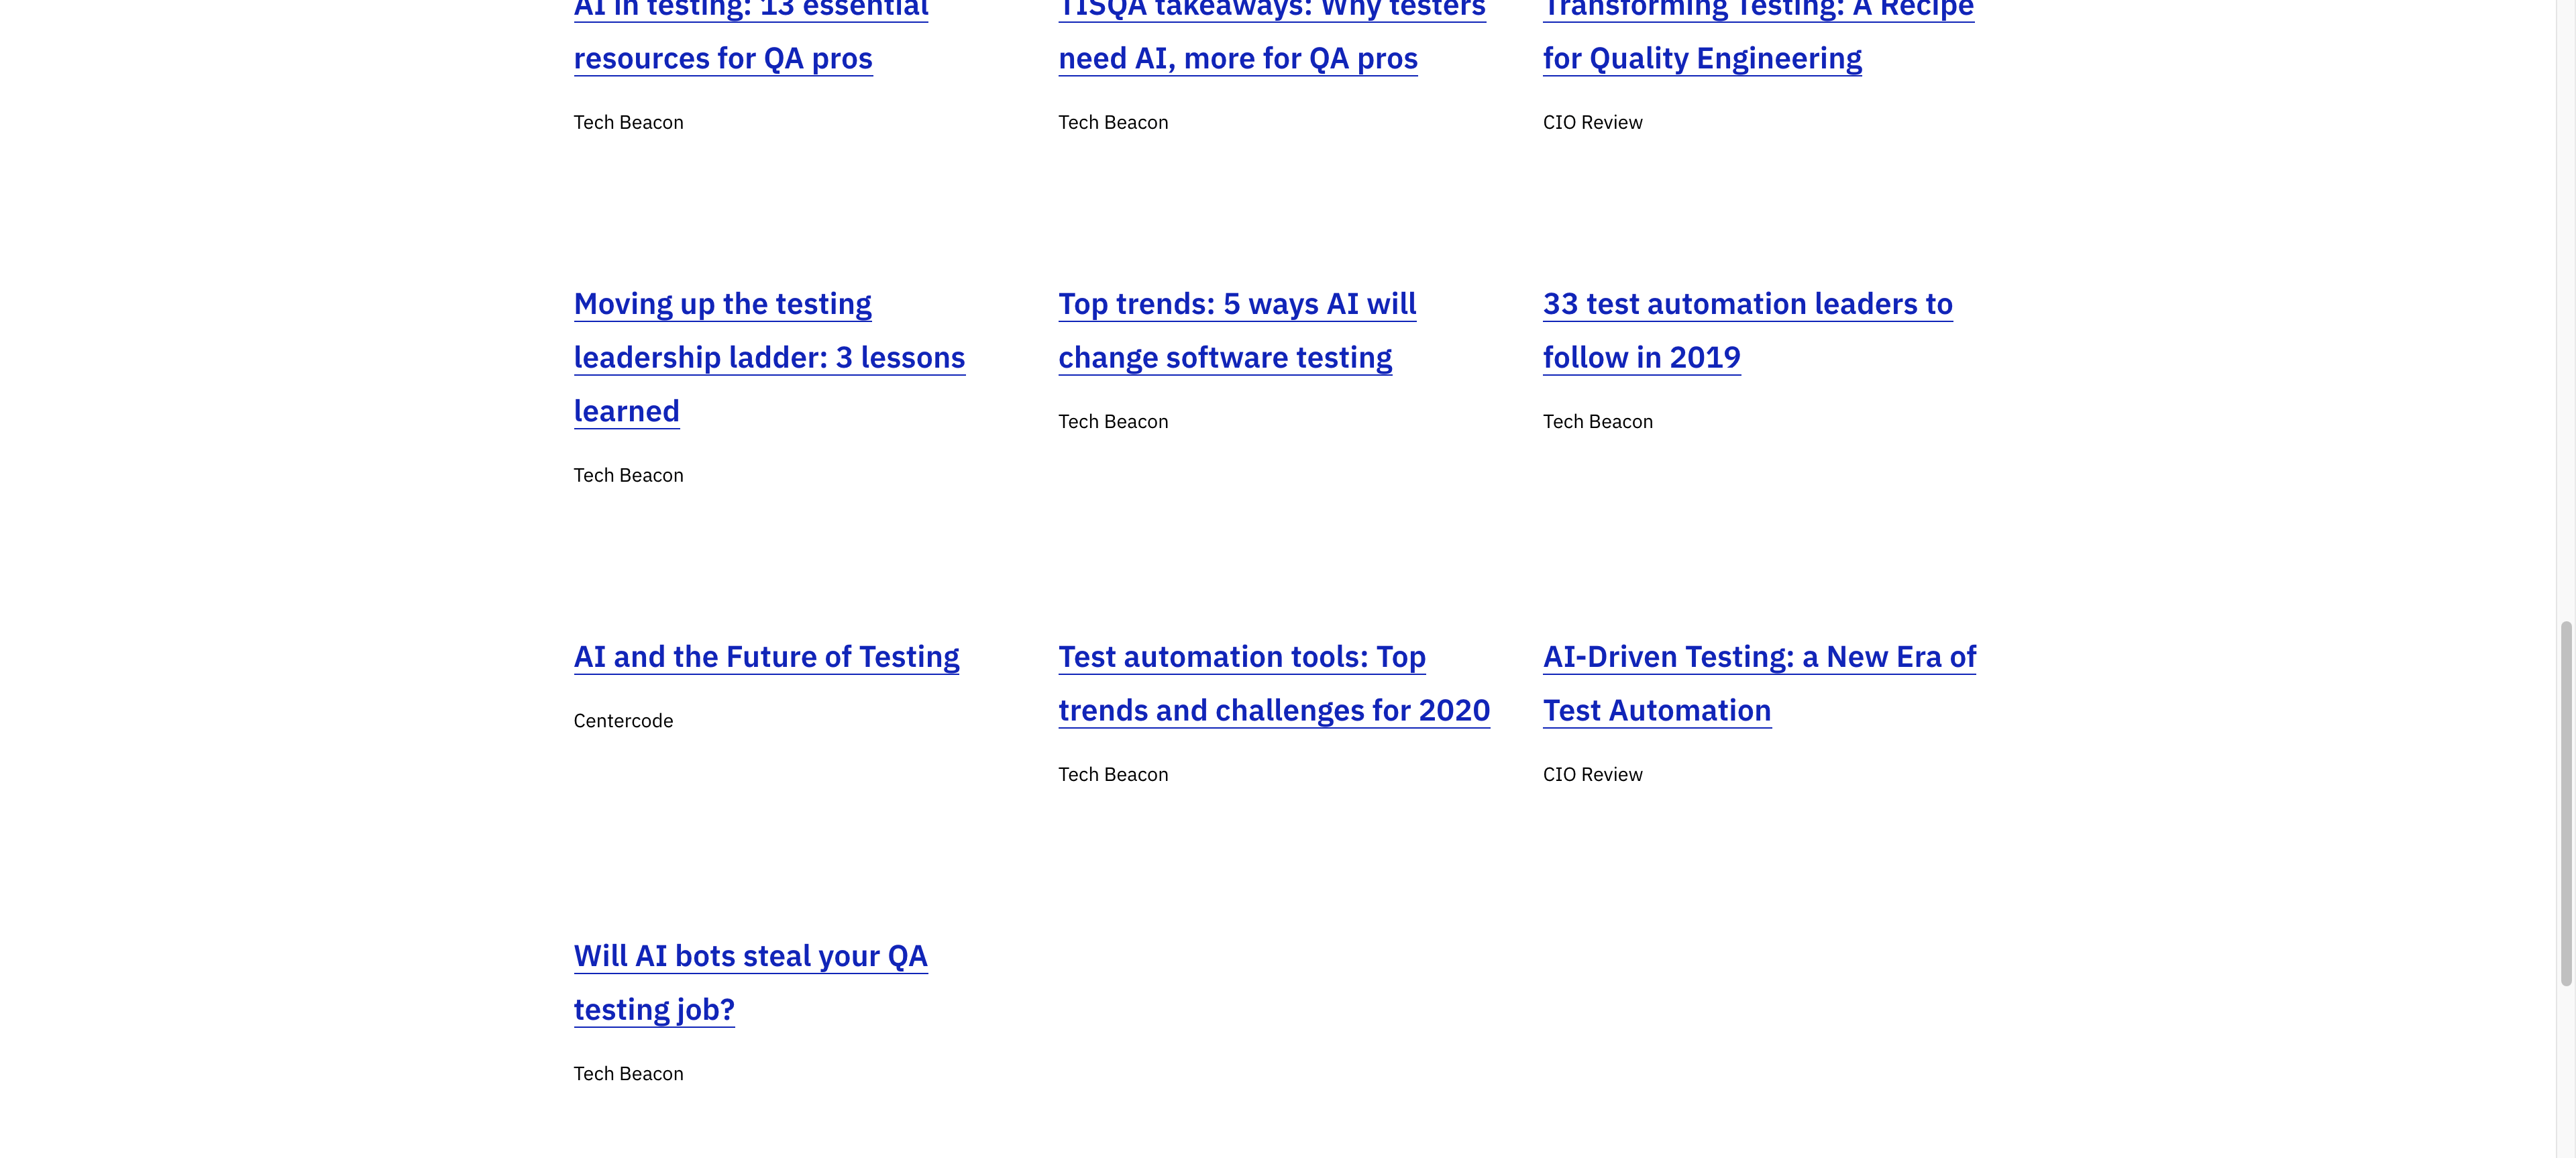 AI in testing: 13 essential
resources for QA pros
Tech Beacon
TISQA takeaways: Why testers
need AI, more for QA pros
Tech Beacon
Transforming Testing: A Recipe
for Quality Engineering
CIO Review
Moving up the testing
leadership ladder: 3 lessons
learned
Tech Beacon
Top trends: 5 ways AI will
change software testing
Tech Beacon
33 test automation leaders to
follow in 2019
Tech Beacon
AI and the Future of Testing
Centercode
Test automation tools: Top
trends and challenges for 2020
Tech Beacon
AI-Driven Testing: a New Era of
Test Automation
CIO Review
Will AI bots steal your QA
testing job?
Tech Beacon